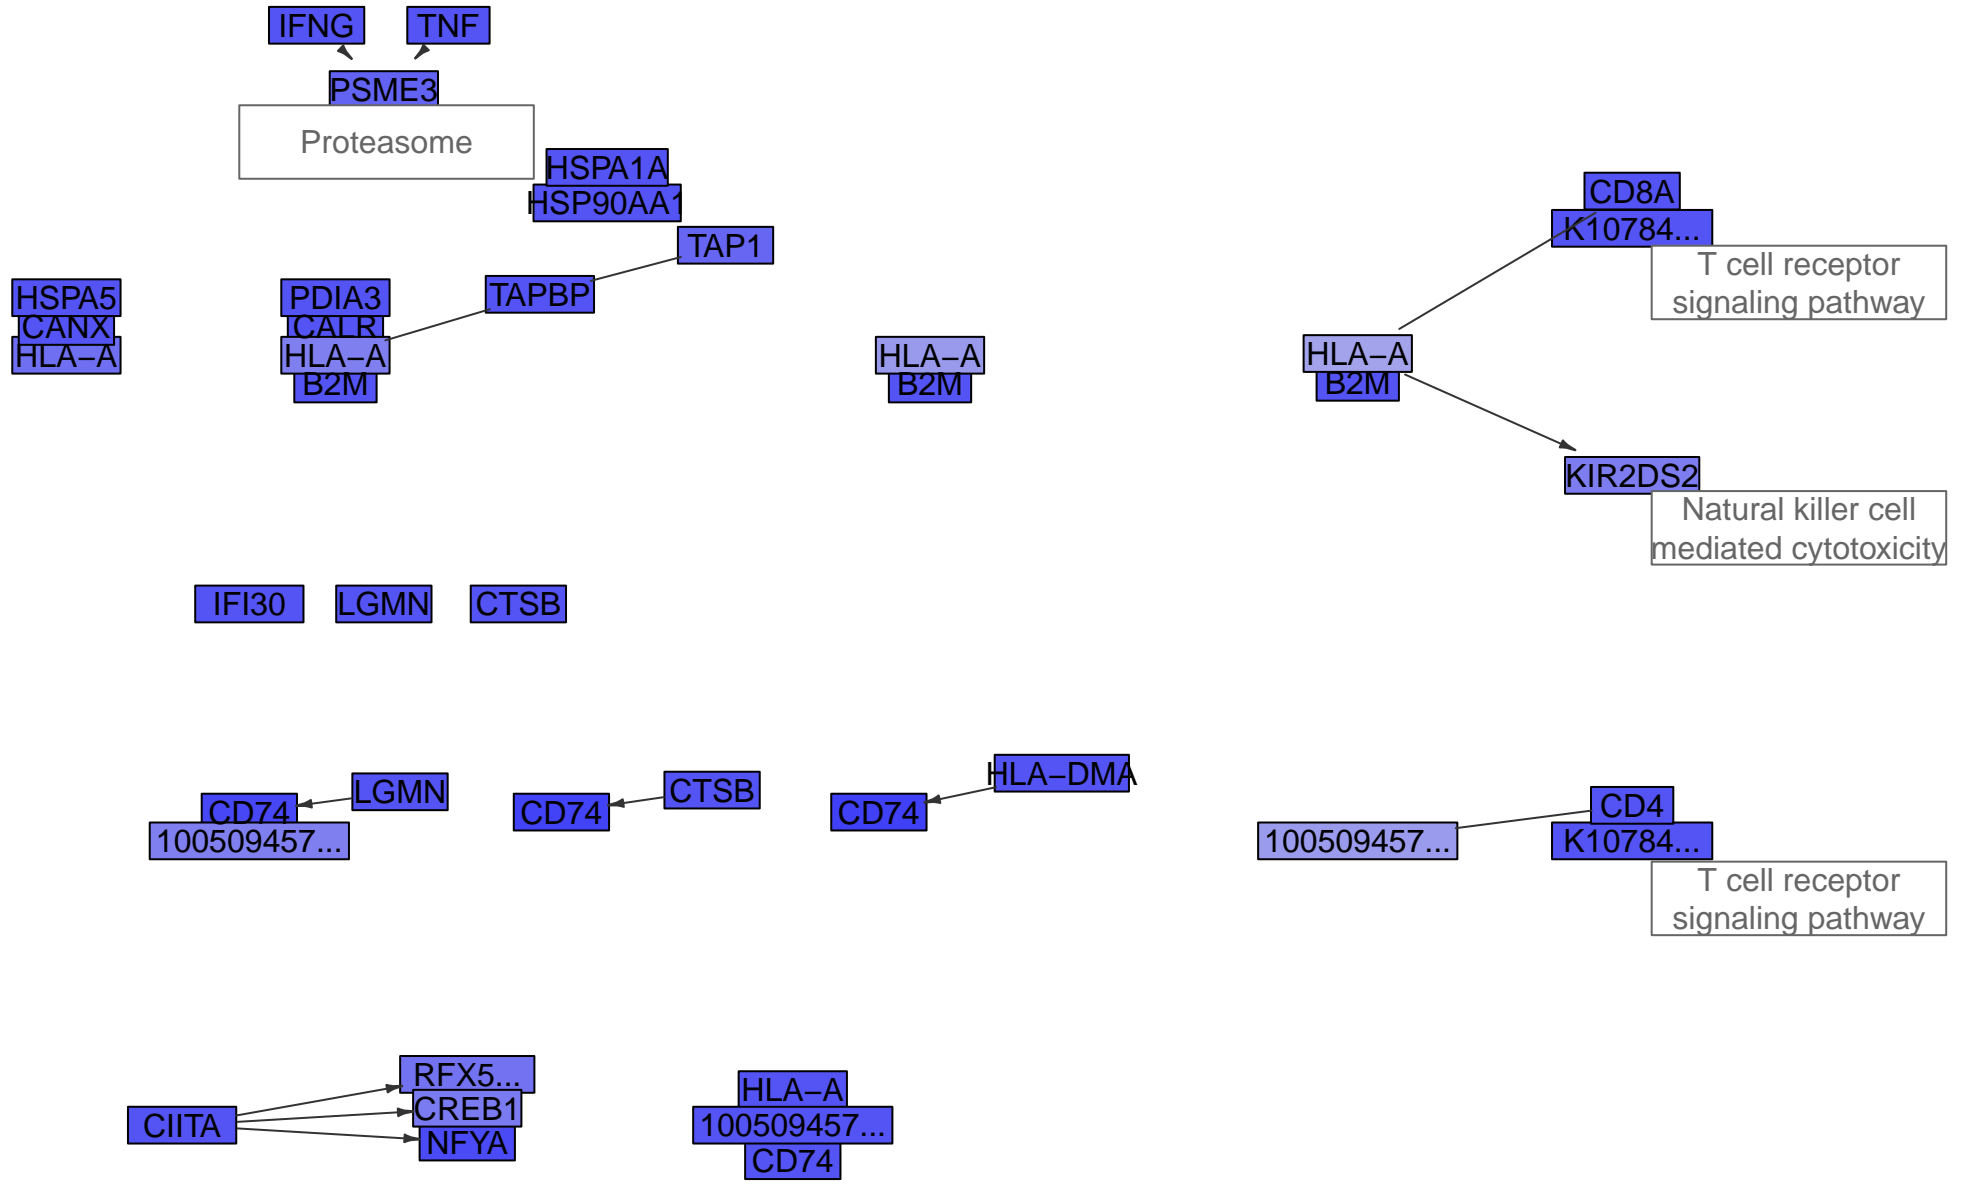 IFNG
TNF
PSME3
Proteasome
HSPA1A
HSP90AA1
TAP1
TAPBP
CD8A
K10784...
T cell receptor
signaling pathway
HSPA5
CANX
HLA−A
PDIA3
CALR
HLA−A
B2M
HLA−A
B2M
HLA−A
B2M
KIR2DS2
Natural killer cell
mediated cytotoxicity
IFI30
LGMN
CTSB
CD74
LGMN
100509457...
CD74
CTSB
CD74
HLA−DMA
100509457...
CD4
K10784...
T cell receptor
signaling pathway
CIITA
RFX5...
CREB1
NFYA
HLA−A
100509457...
CD74